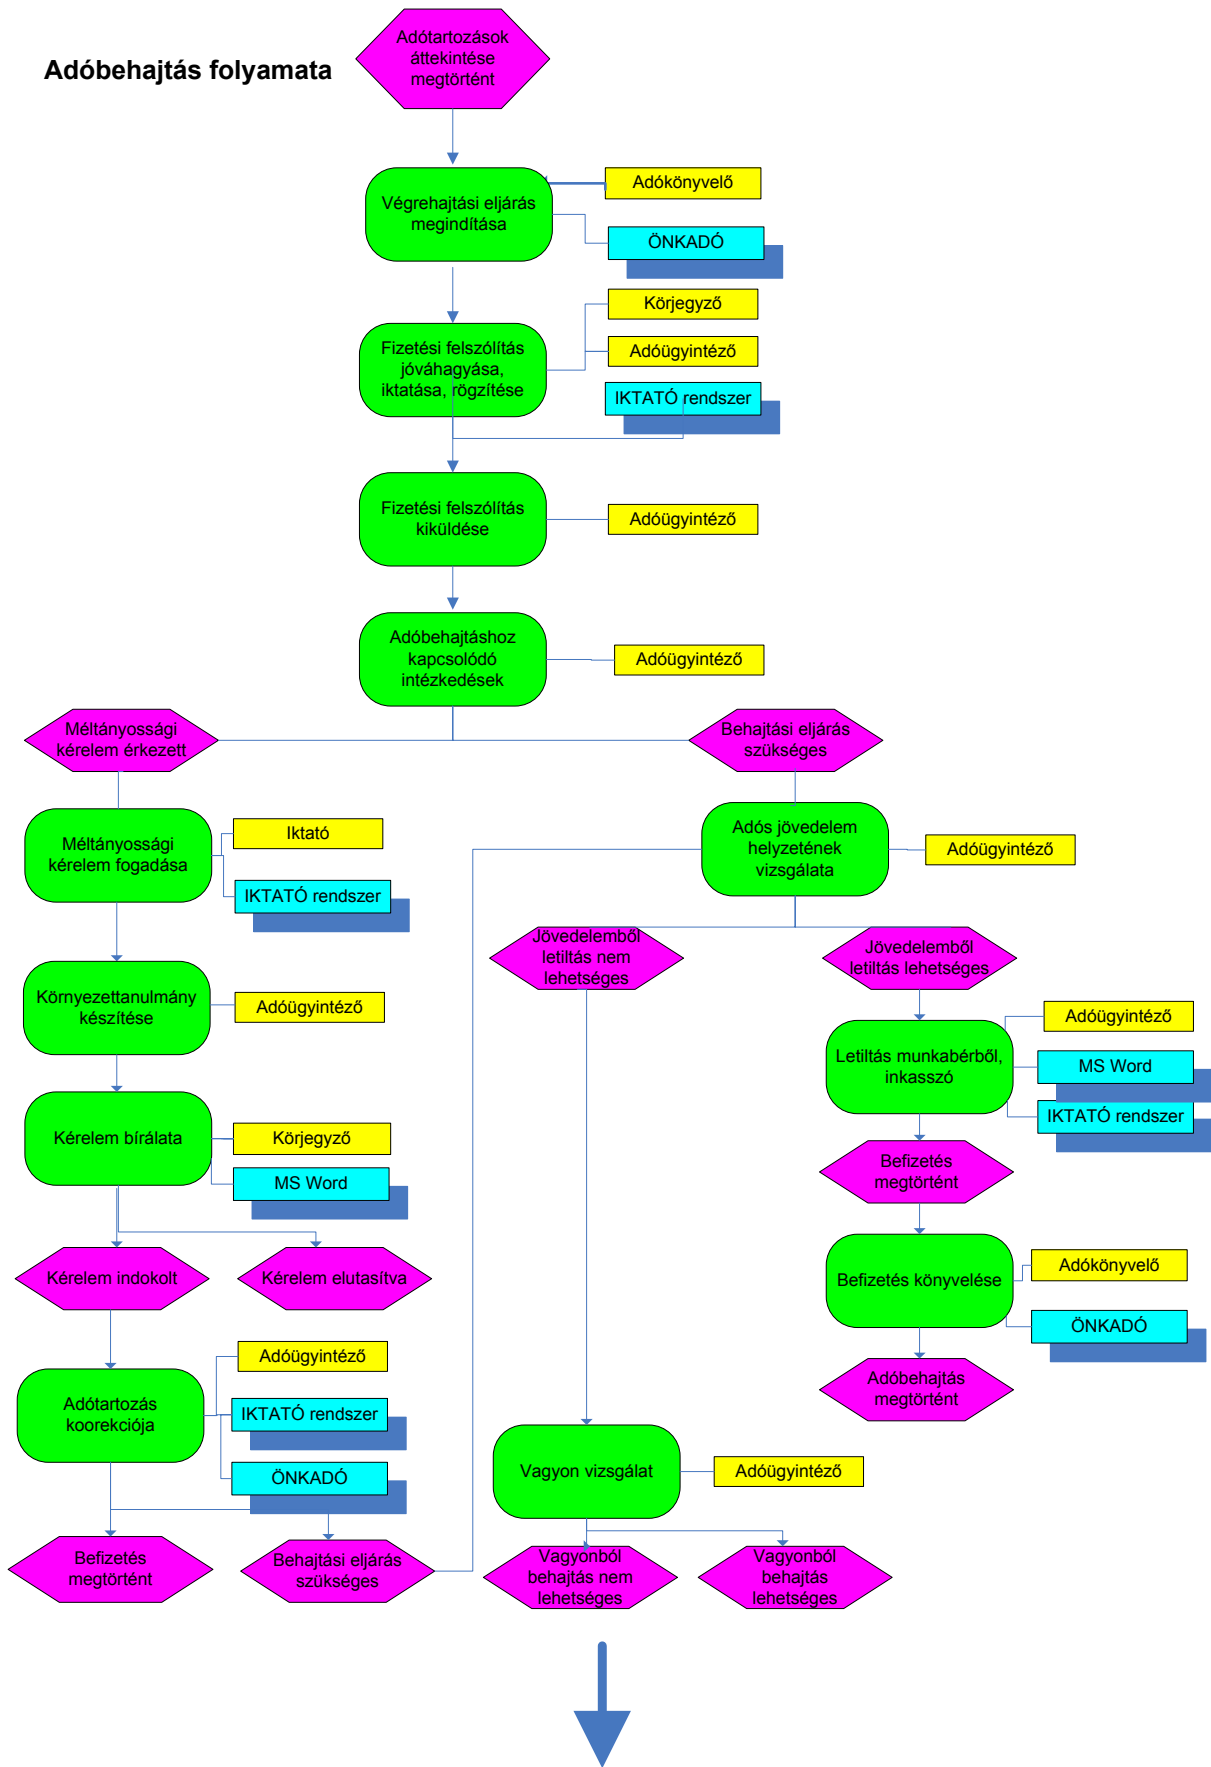 Adóbehajtás folyamata
Adótartozások
áttekintése
megtörtént
Végrehajtási eljárás
megindítása
Adókönyvelő
ÖNKADÓ
Fizetési felszólítás
jóváhagyása,
iktatása, rögzítése
Körjegyző
Adóügyintéző
IKTATÓ rendszer
Fizetési felszólítás
kiküldése
Adóügyintéző
Adóbehajtáshoz
kapcsolódó
intézkedések
Adóügyintéző
Méltányossági
kérelem érkezett
Behajtási eljárás
szükséges
Méltányossági
kérelem fogadása
Iktató
IKTATÓ rendszer
Adós jövedelem
helyzetének
vizsgálata
Adóügyintéző
Jövedelemből
letiltás nem
lehetséges
Jövedelemből
letiltás lehetséges
Környezettanulmány
készítése
Adóügyintéző
Letiltás munkabérből,
inkasszó
Adóügyintéző
MS Word
IKTATÓ rendszer
Kérelem bírálata
Körjegyző
MS Word
Befizetés
megtörtént
Kérelem indokolt
Kérelem elutasítva
Befizetés könyvelése
Adókönyvelő
ÖNKADÓ
Adótartozás
koorekciója
Adóügyintéző
IKTATÓ rendszer
ÖNKADÓ
Adóbehajtás
megtörtént
Vagyon vizsgálat
Adóügyintéző
Befizetés
megtörtént
Behajtási eljárás
szükséges
Vagyonból
behajtás nem
lehetséges
Vagyonból
behajtás
lehetséges